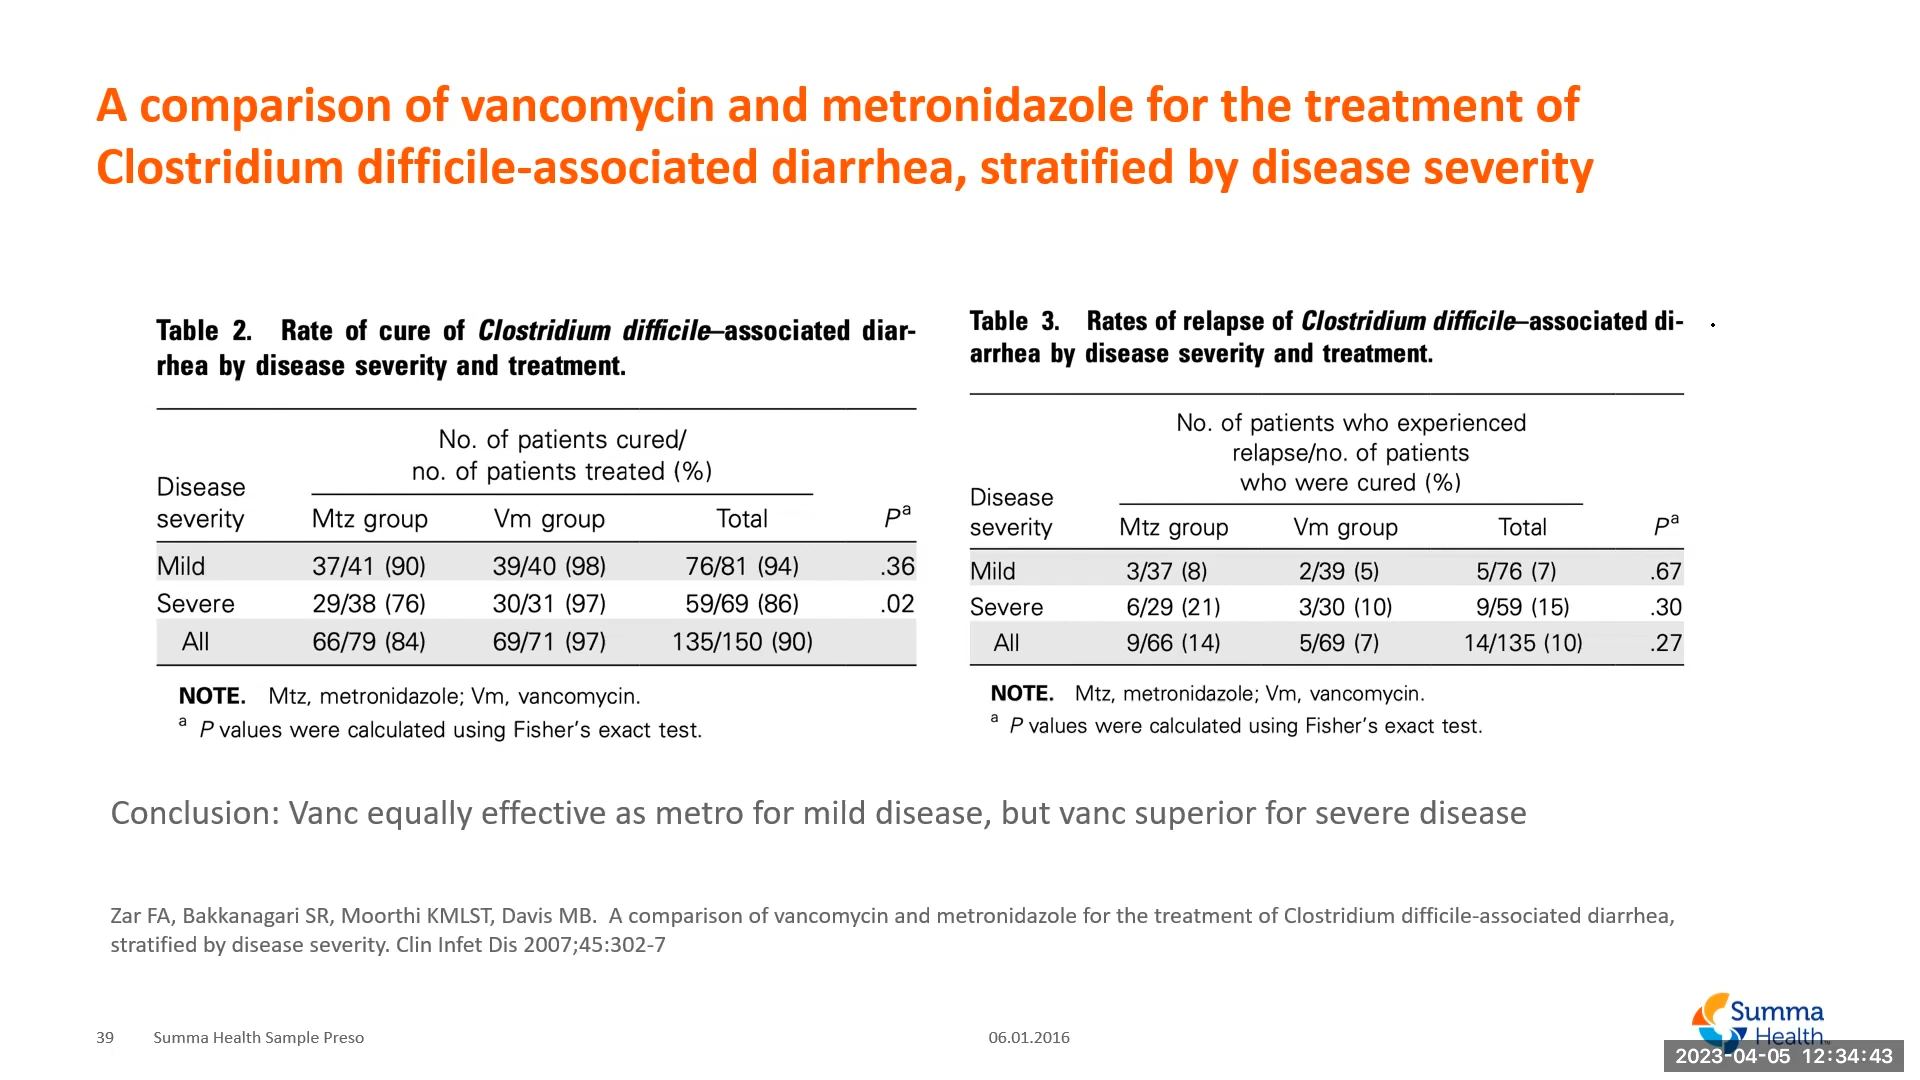 A comparison of vancomycin and metronidazole for the treatment of
Clostridium difficile-associated diarrhea, stratified by disease severity
Table 2. Rate of cure of Clostridium difficile–associated diar-
rhea by disease severity and treatment.
No. of patients cured/
no. of patients treated (%)
Disease
severity Mtz group Vm group Total Pa
Mild 37/41 (90) 39/40 (98) 76/81 (94) .36
Severe 29/38 (76) 30/31 (97) 59/69 (86) .02
All 66/79 (84) 69/71 (97) 135/150 (90)
NOTE. Mtz, metronidazole; Vm, vancomycin.
a P values were calculated using Fisher's exact test.
Table 3. Rates of relapse of Clostridium difficile–associated di-
arrhea by disease severity and treatment.
No. of patients who experienced
relapse/no. of patients
who were cured (%)
Disease
severity Mtz group Vm group Total Pa
Mild 3/37 (8) 2/39 (5) 5/76 (7) .67
Severe 6/29 (21) 3/30 (10) 9/59 (15) .30
All 9/66 (14) 5/69 (7) 14/135 (10) .27
NOTE. Mtz, metronidazole; Vm, vancomycin.
a P values were calculated using Fisher's exact test.
Conclusion: Vanc equally effective as metro for mild disease, but vanc superior for severe disease
Zar FA, Bakkanagari SR, Moorthi KMLST, Davis MB. A comparison of vancomycin and metronidazole for the treatment of Clostridium difficile-associated diarrhea,
stratified by disease severity. Clin Infet Dis 2007;45:302-7
39 Summa Health Sample Preso 06.01.2016
Summa
Health
2023-04-05 12:34:43